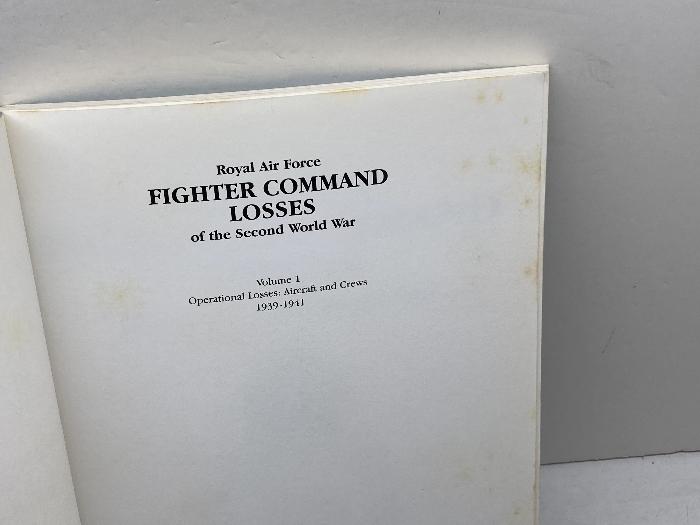 Royal Air Force
FIGHTER COMMAND
LOSSES
of the Second World War
Volume 1
Operational Losses: Aircraft and Crews
1939-1941